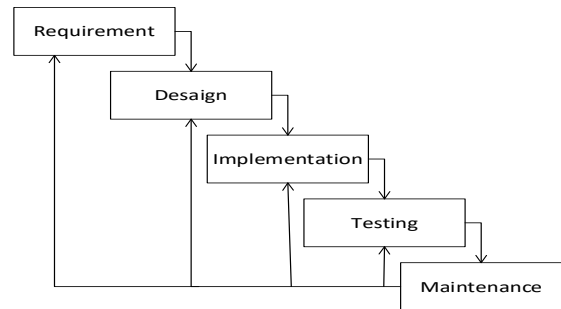 Requirement
Desaign
Implementation
Testing
Maintenance